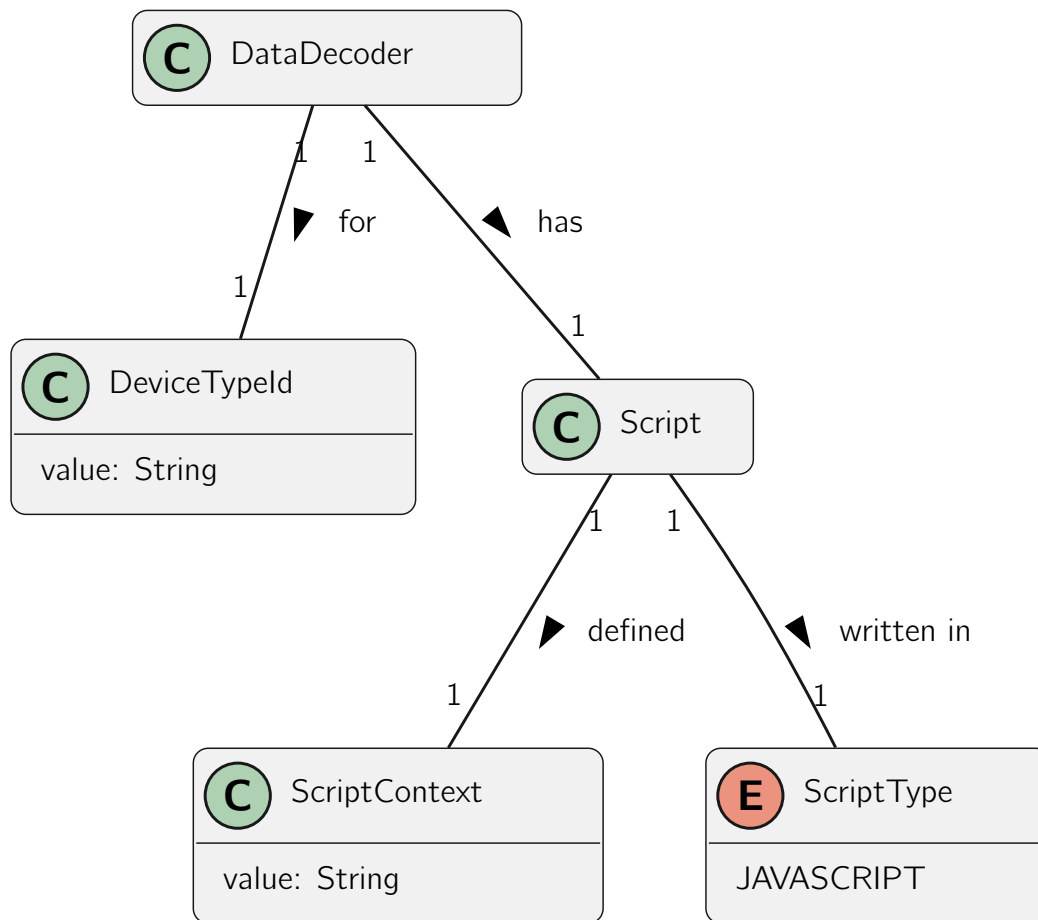 C DataDecoder
1 1
for has
1
1
C DeviceTypeId
C Script
value: String
1 1
defined written in
1 1
C ScriptContext E ScriptType
value: String JAVASCRIPT